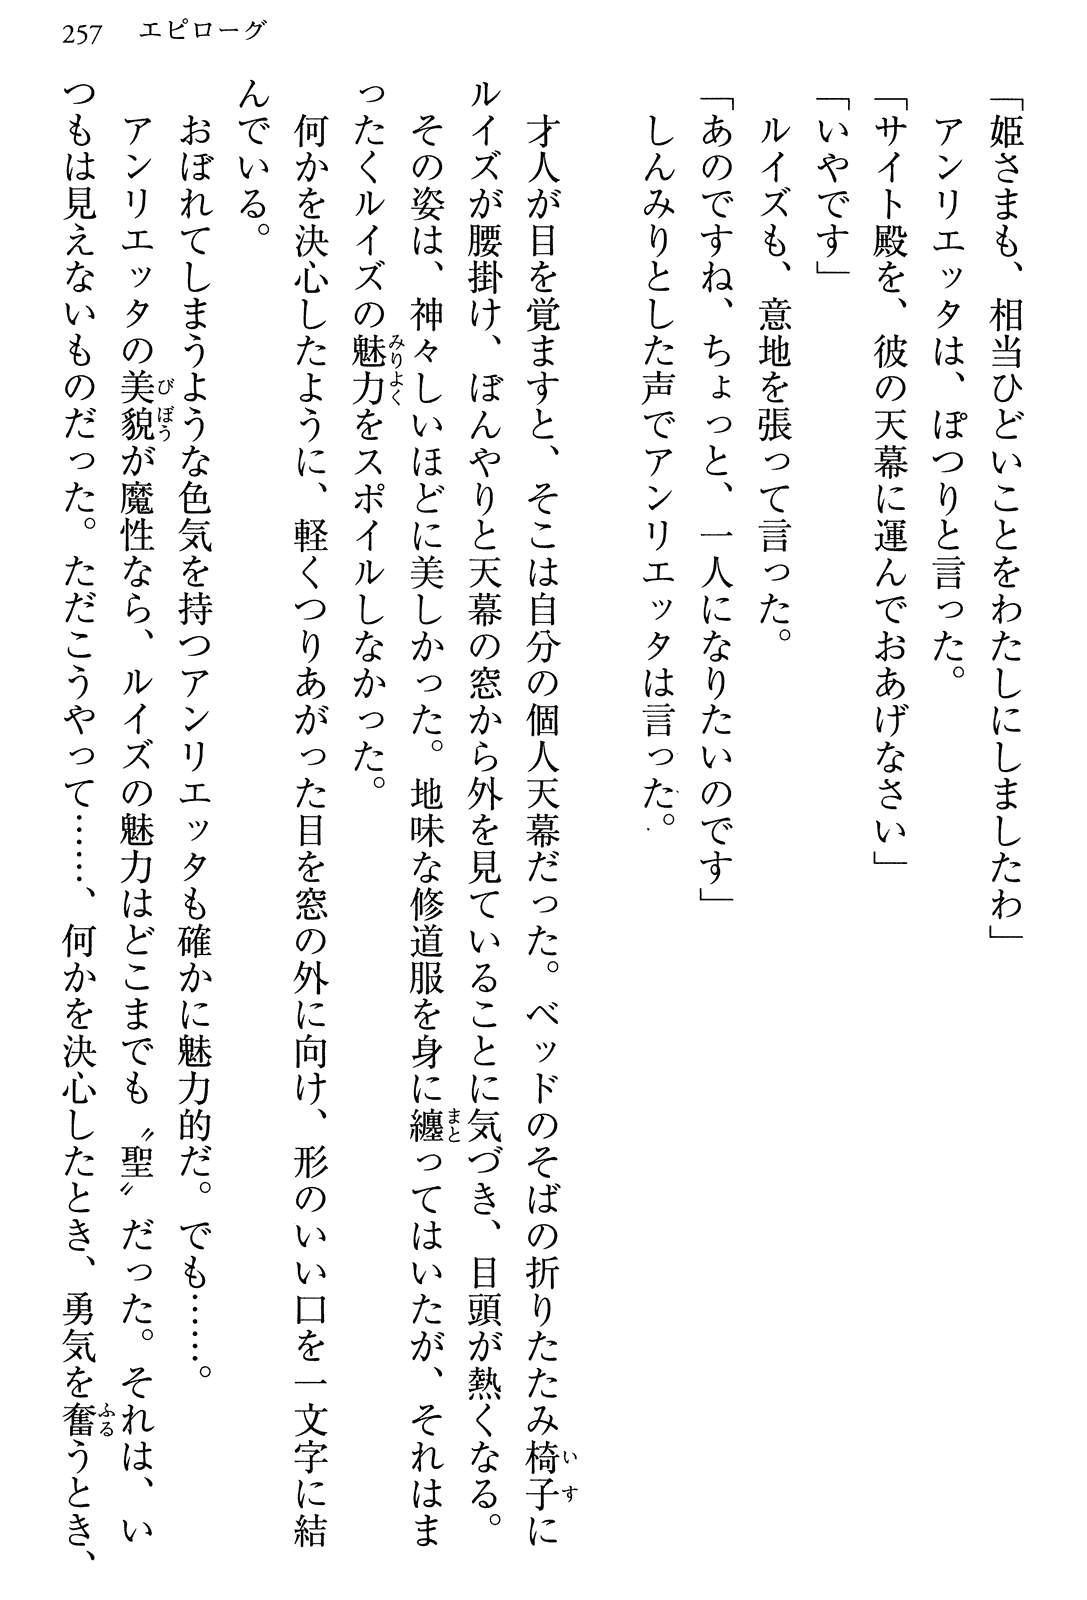 257　エピローグ
「姫さまも、相当ひどいことをわたしにしましたわ」
アンリエッタは、ぽつりと言った。
「サイト殿を、彼の天幕に運んでおあげなさい」
「いやです」
ルイズも、意地を張って言った。
「あのですね、ちょっと、一人になりたいのです」
しんみりとした声でアンリエッタは言った。
才人が目を覚ますと、そこは自分の個人天幕だった。ベッドのそばの折りたたみ椅子に
ルイズが腰掛け、ぼんやりと天幕の窓から外を見ていることに気づき、目頭が熱くなる。
その姿は、神々しいほどに美しかった。地味な修道服を身に纏ってはいたが、それはま
ったくルイズの魅力をスポイルしなかった。
何かを決心したように、軽くつりあがった目を窓の外に向け、形のいい口を一文字に結
んでいる。
おぼれてしまうような色気を持つアンリエッタも確かに魅力的だ。でも……。
アンリエッタの美貌が魔性なら、ルイズの魅力はどこまでも〝聖〟だった。それは、い
つもは見えないものだった。ただこうやって……、何かを決心したとき、勇気を奮うとき、